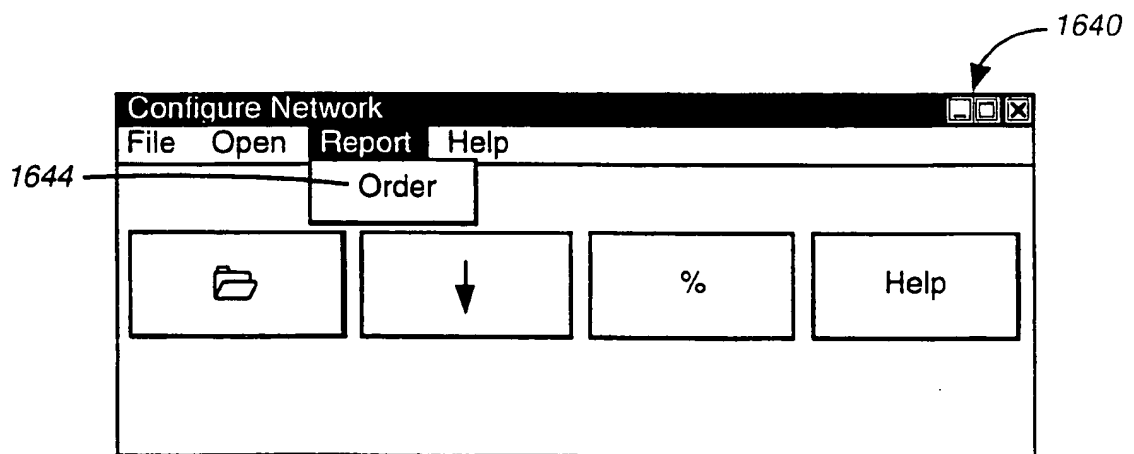 1640
Configure Network
File Open Report Help
1644 Order
% Help